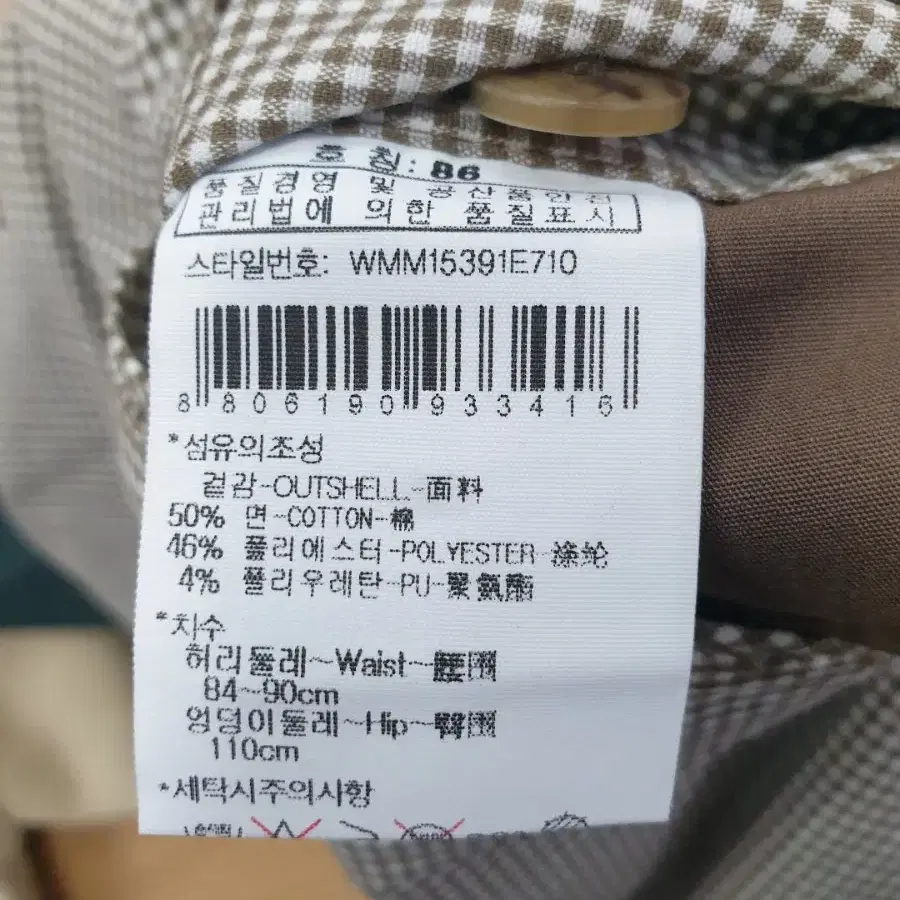 호 칭: 86
품질경영 및 공산품안전
관리법에 의한 품질표시
스타일번호: WMM15391E710
8 806190 933416
*섬유의조성
겉감-OUTSHELL-面料
50% 면-COTTON-棉
46% 폴리에스터-POLYESTER-涤纶
4% 폴리우레탄-PU-聚氨酯
*치수
허리둘레~Waist~腰围
84~90cm
엉덩이둘레~Hip~臀围
110cm
*세탁시주의사항